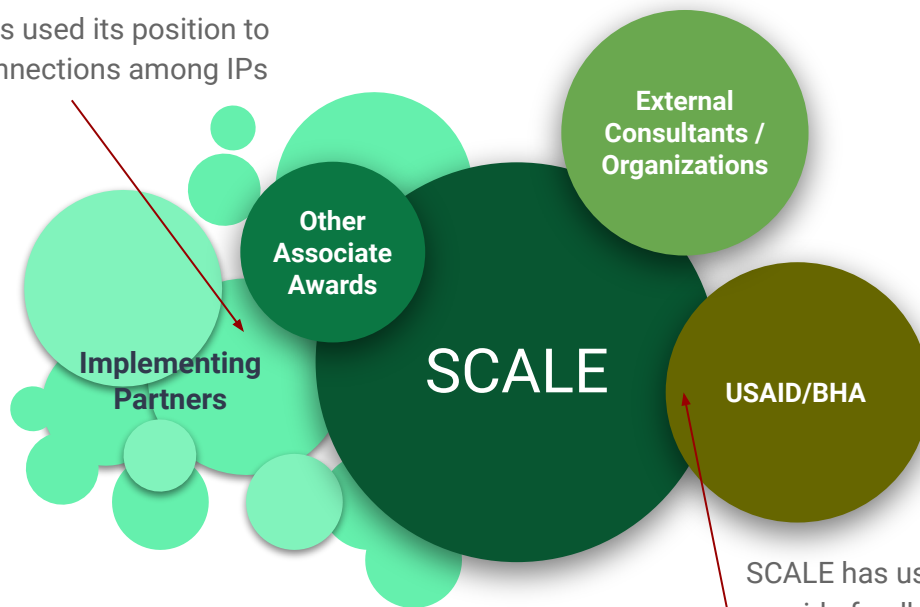 s used its position to
nnections among IPs
External
Consultants /
Organizations
Other
Associate
Awards
Implementing
Partners
SCALE
USAID/BHA
SCALE has us